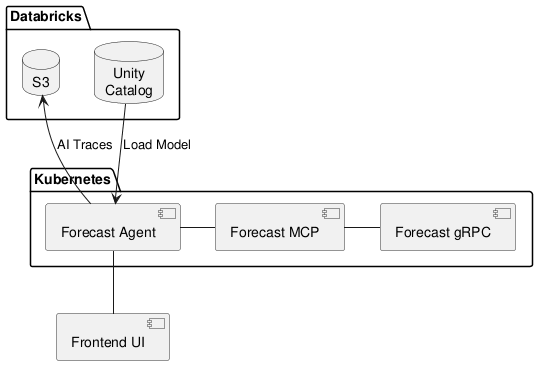 Databricks
S3
Unity
Catalog
AI Traces
Load Model
Kubernetes
Forecast Agent
Forecast MCP
Forecast gRPC
Frontend UI